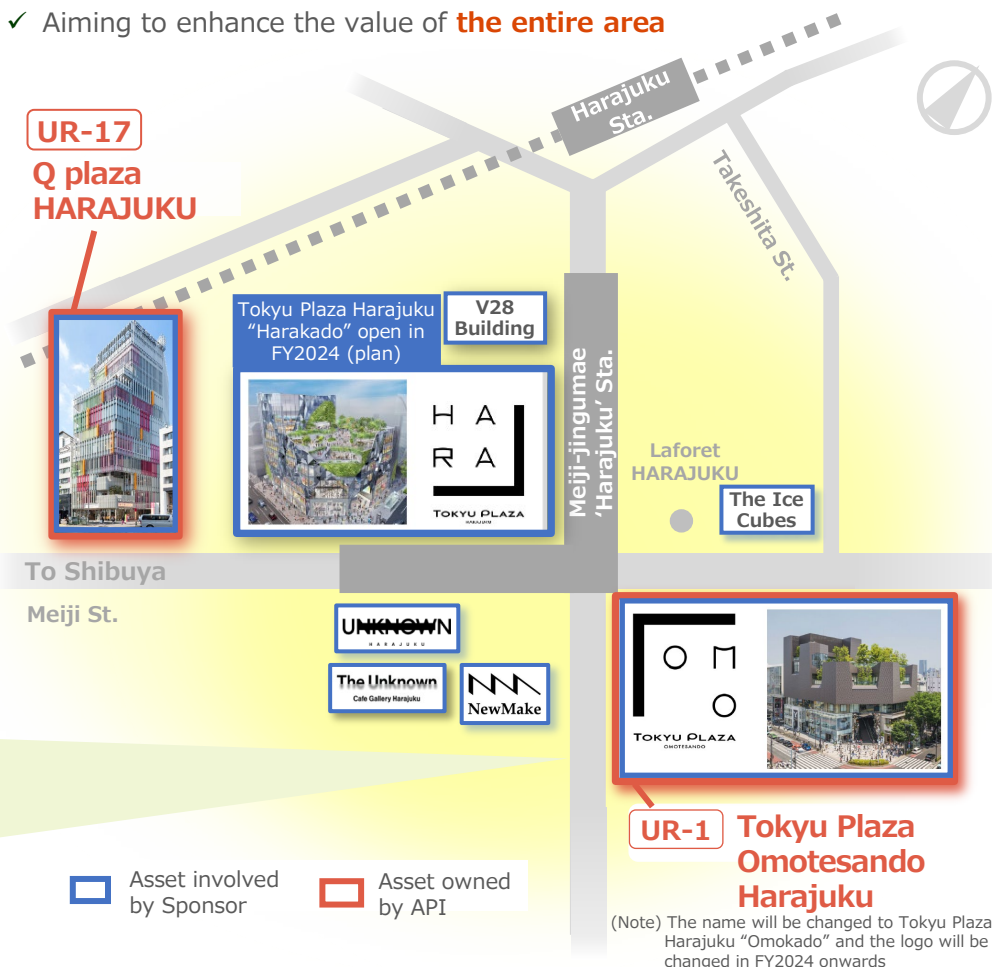 ✓ Aiming to enhance the value of the entire area
Harajuku
Sta.
UR-17
Q plaza
HARAJUKU
Takeshita St.
Tokyu Plaza Harajuku
“Harakado” open in
FY2024 (plan)
V28
Building
Meiji-jingumae
‘Harajuku’ Sta.
H A
R A
TOKYU PLAZA
HARAJUKU
Laforet
HARAJUKU
The Ice
Cubes
To Shibuya
Meiji St.
UNKNOWN
HARAJUKU
The Unknown
Cafe Gallery Harajuku
NewMake
O M
O
TOKYU PLAZA
OMOTESANDO
UR-1
Tokyu Plaza
Omotesando
Harajuku
Asset involved
by Sponsor
Asset owned
by API
(Note) The name will be changed to Tokyu Plaza
Harajuku “Omokado” and the logo will be
changed in FY2024 onwards